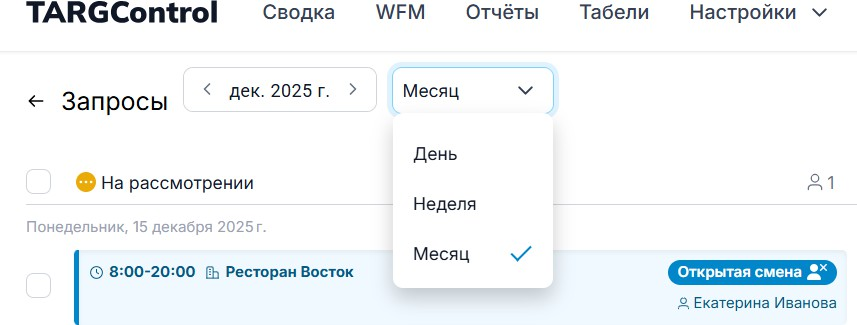 TARGControl Сводка WFM Отчёты Табели Настройки
← Запросы дек. 2025 г. Месяц
День
Неделя
Месяц
На рассмотрении 1
Понедельник, 15 декабря 2025 г.
8:00-20:00 Ресторан Восток Открытая смена
Екатерина Иванова